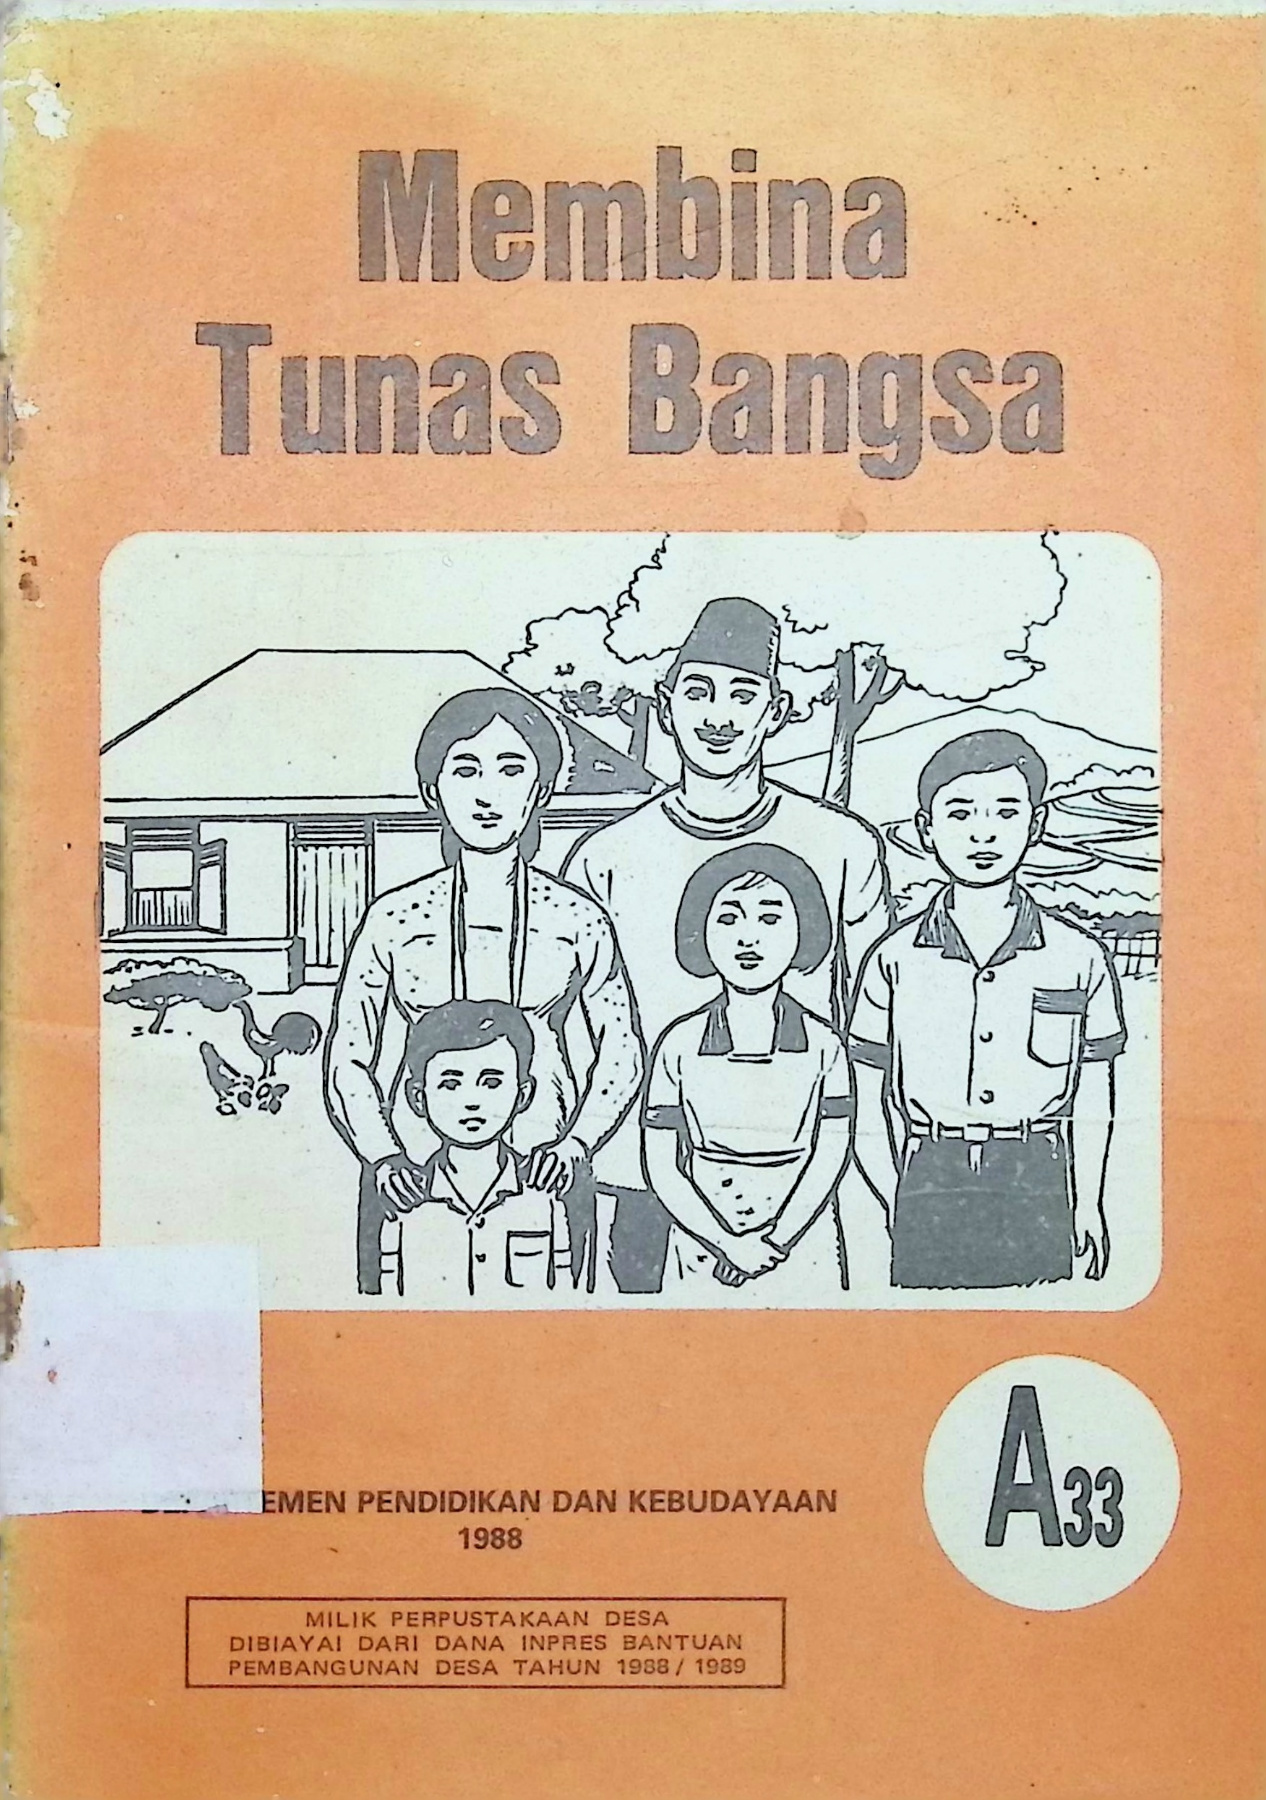 Membina
Tunas Bangsa
EMEN PENDIDIKAN DAN KEBUDAYAAN
1988
A33
MILIK PERPUSTAKAAN DESA
DIBIAYAI DARI DANA INPRES BANTUAN
PEMBANGUNAN DESA TAHUN 1988 / 1989